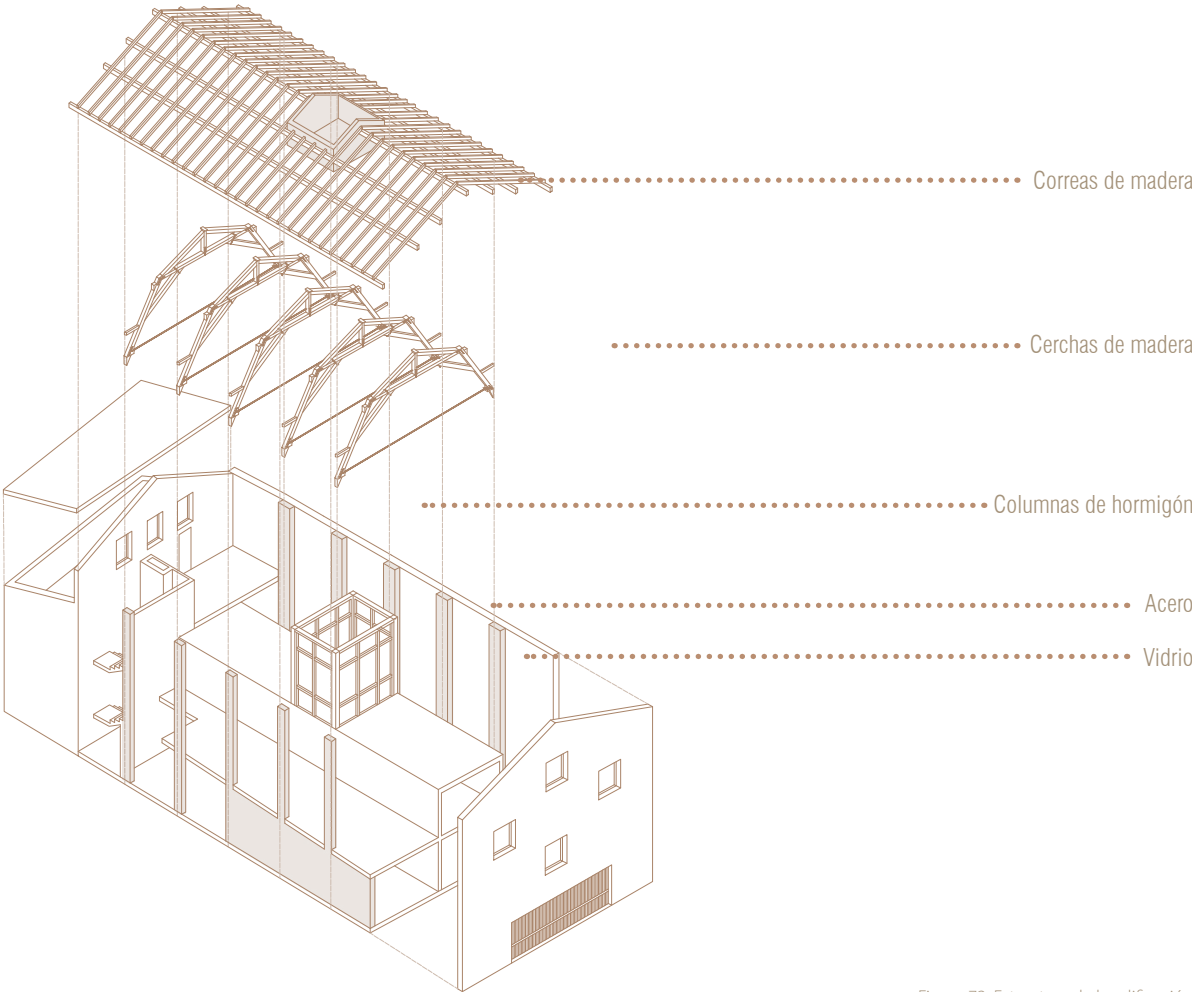 Correas de madera
Cerchas de madera
Columnas de hormigón
Acero
Vidrio